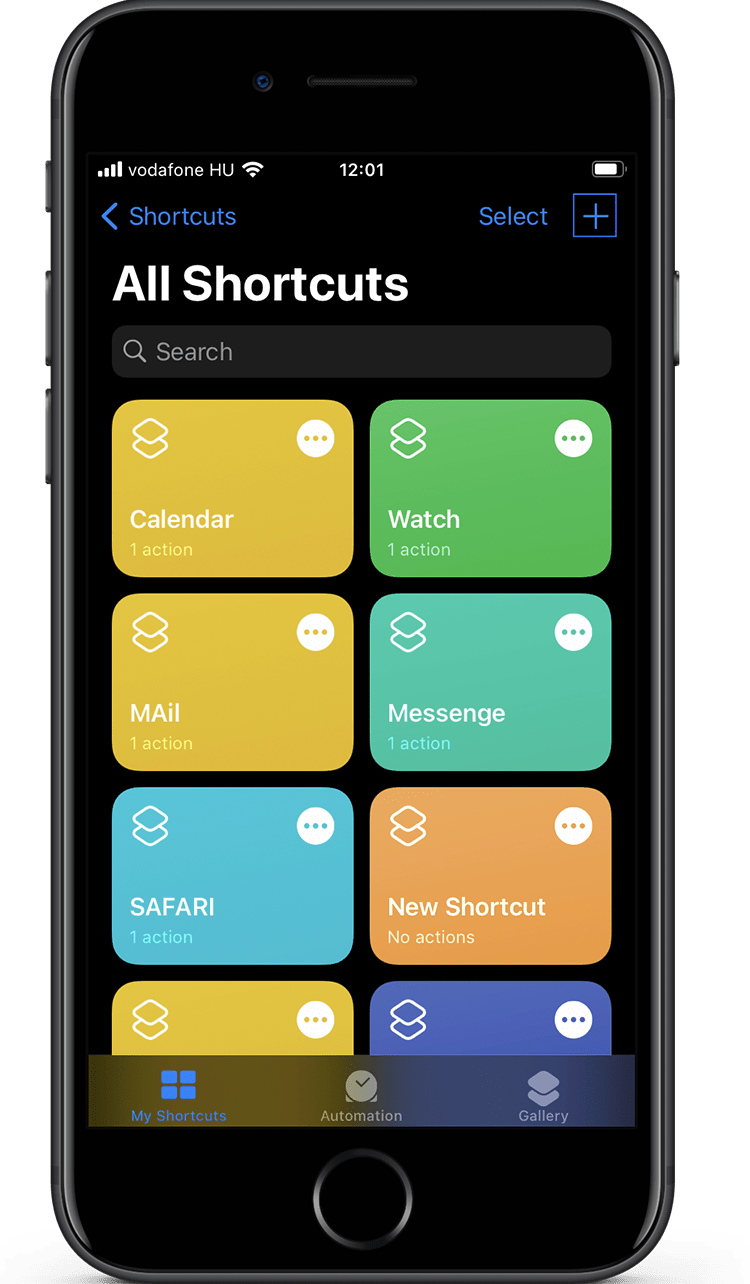 vodafone HU 12:01
Shortcuts Select
All Shortcuts
Search
Calendar
1 action
Watch
1 action
MAil
1 action
Messenge
1 action
SAFARI
1 action
New Shortcut
No actions
My Shortcuts Automation Gallery